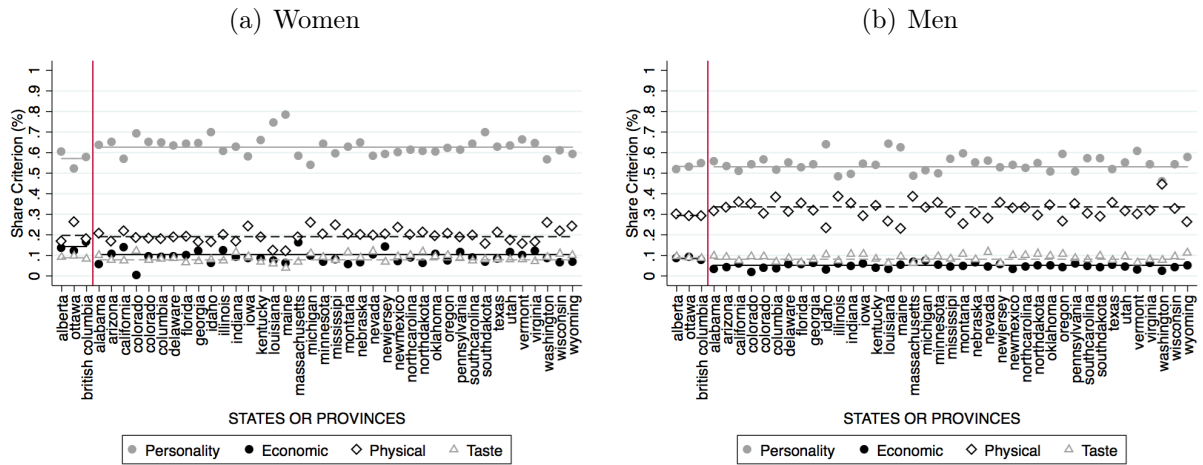 (a) Women
Share Criterion (%)
1
.9
.8
.7
.6
.5
.4
.3
.2
.1
0
alberta
ottawa
british columbia
alabama
arizona
california
colorado
colorado
columbia
delaware
florida
georgia
idaho
illinois
indiana
iowa
kentucky
louisiana
maine
massachusetts
michigan
minnesota
mississippi
montana
nebraska
nevada
newjersey
newmexico
northcarolina
northdakota
oklahoma
oregon
pennsylvania
southcarolina
southdakota
texas
utah
vermont
virginia
washington
wisconsin
wyoming
STATES OR PROVINCES
Personality Economic Physical Taste
(b) Men
Share Criterion (%)
1
.9
.8
.7
.6
.5
.4
.3
.2
.1
0
alberta
ottawa
british columbia
alabama
arizona
california
colorado
colorado
columbia
delaware
florida
georgia
idaho
illinois
indiana
iowa
kentucky
louisiana
maine
massachusetts
michigan
minnesota
mississippi
montana
nebraska
nevada
newjersey
newmexico
northcarolina
northdakota
oklahoma
oregon
pennsylvania
southcarolina
southdakota
texas
utah
vermont
virginia
washington
wisconsin
wyoming
STATES OR PROVINCES
Personality Economic Physical Taste